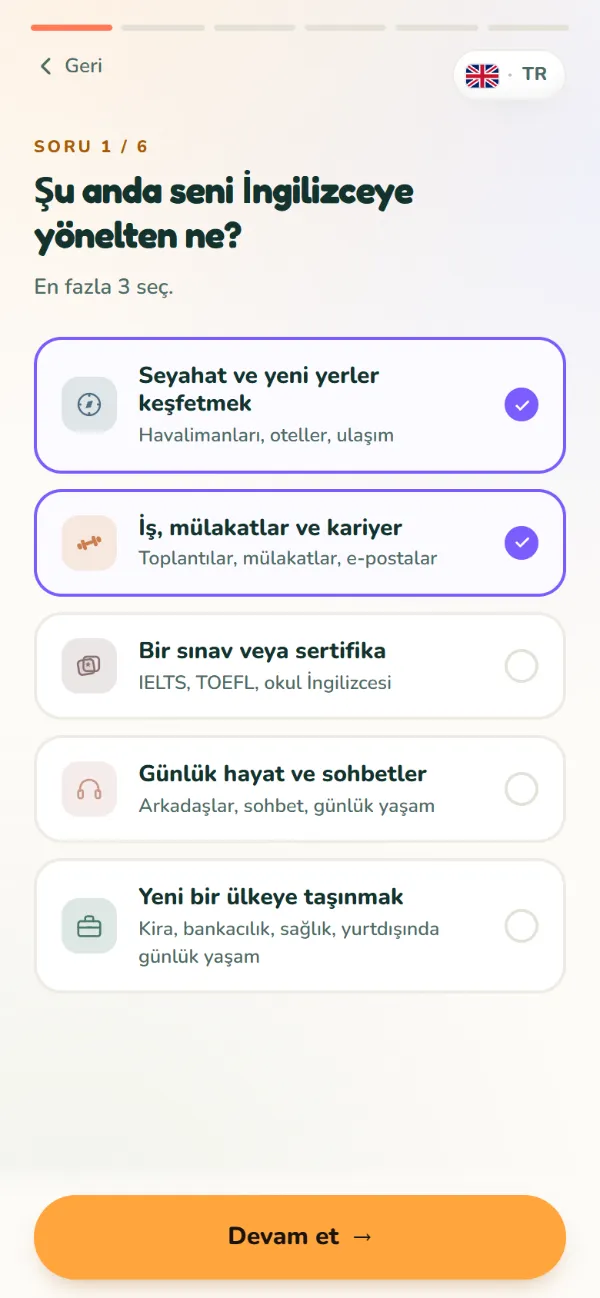 Geri
· TR
SORU 1 / 6
Şu anda seni İngilizceye
yönelten ne?
En fazla 3 seç.
Seyahat ve yeni yerler
keşfetmek
Havalimanları, oteller, ulaşım
İş, mülakatlar ve kariyer
Toplantılar, mülakatlar, e-postalar
Bir sınav veya sertifika
IELTS, TOEFL, okul İngilizcesi
Günlük hayat ve sohbetler
Arkadaşlar, sohbet, günlük yaşam
Yeni bir ülkeye taşınmak
Kira, bankacılık, sağlık, yurtdışında
günlük yaşam
Devam et →